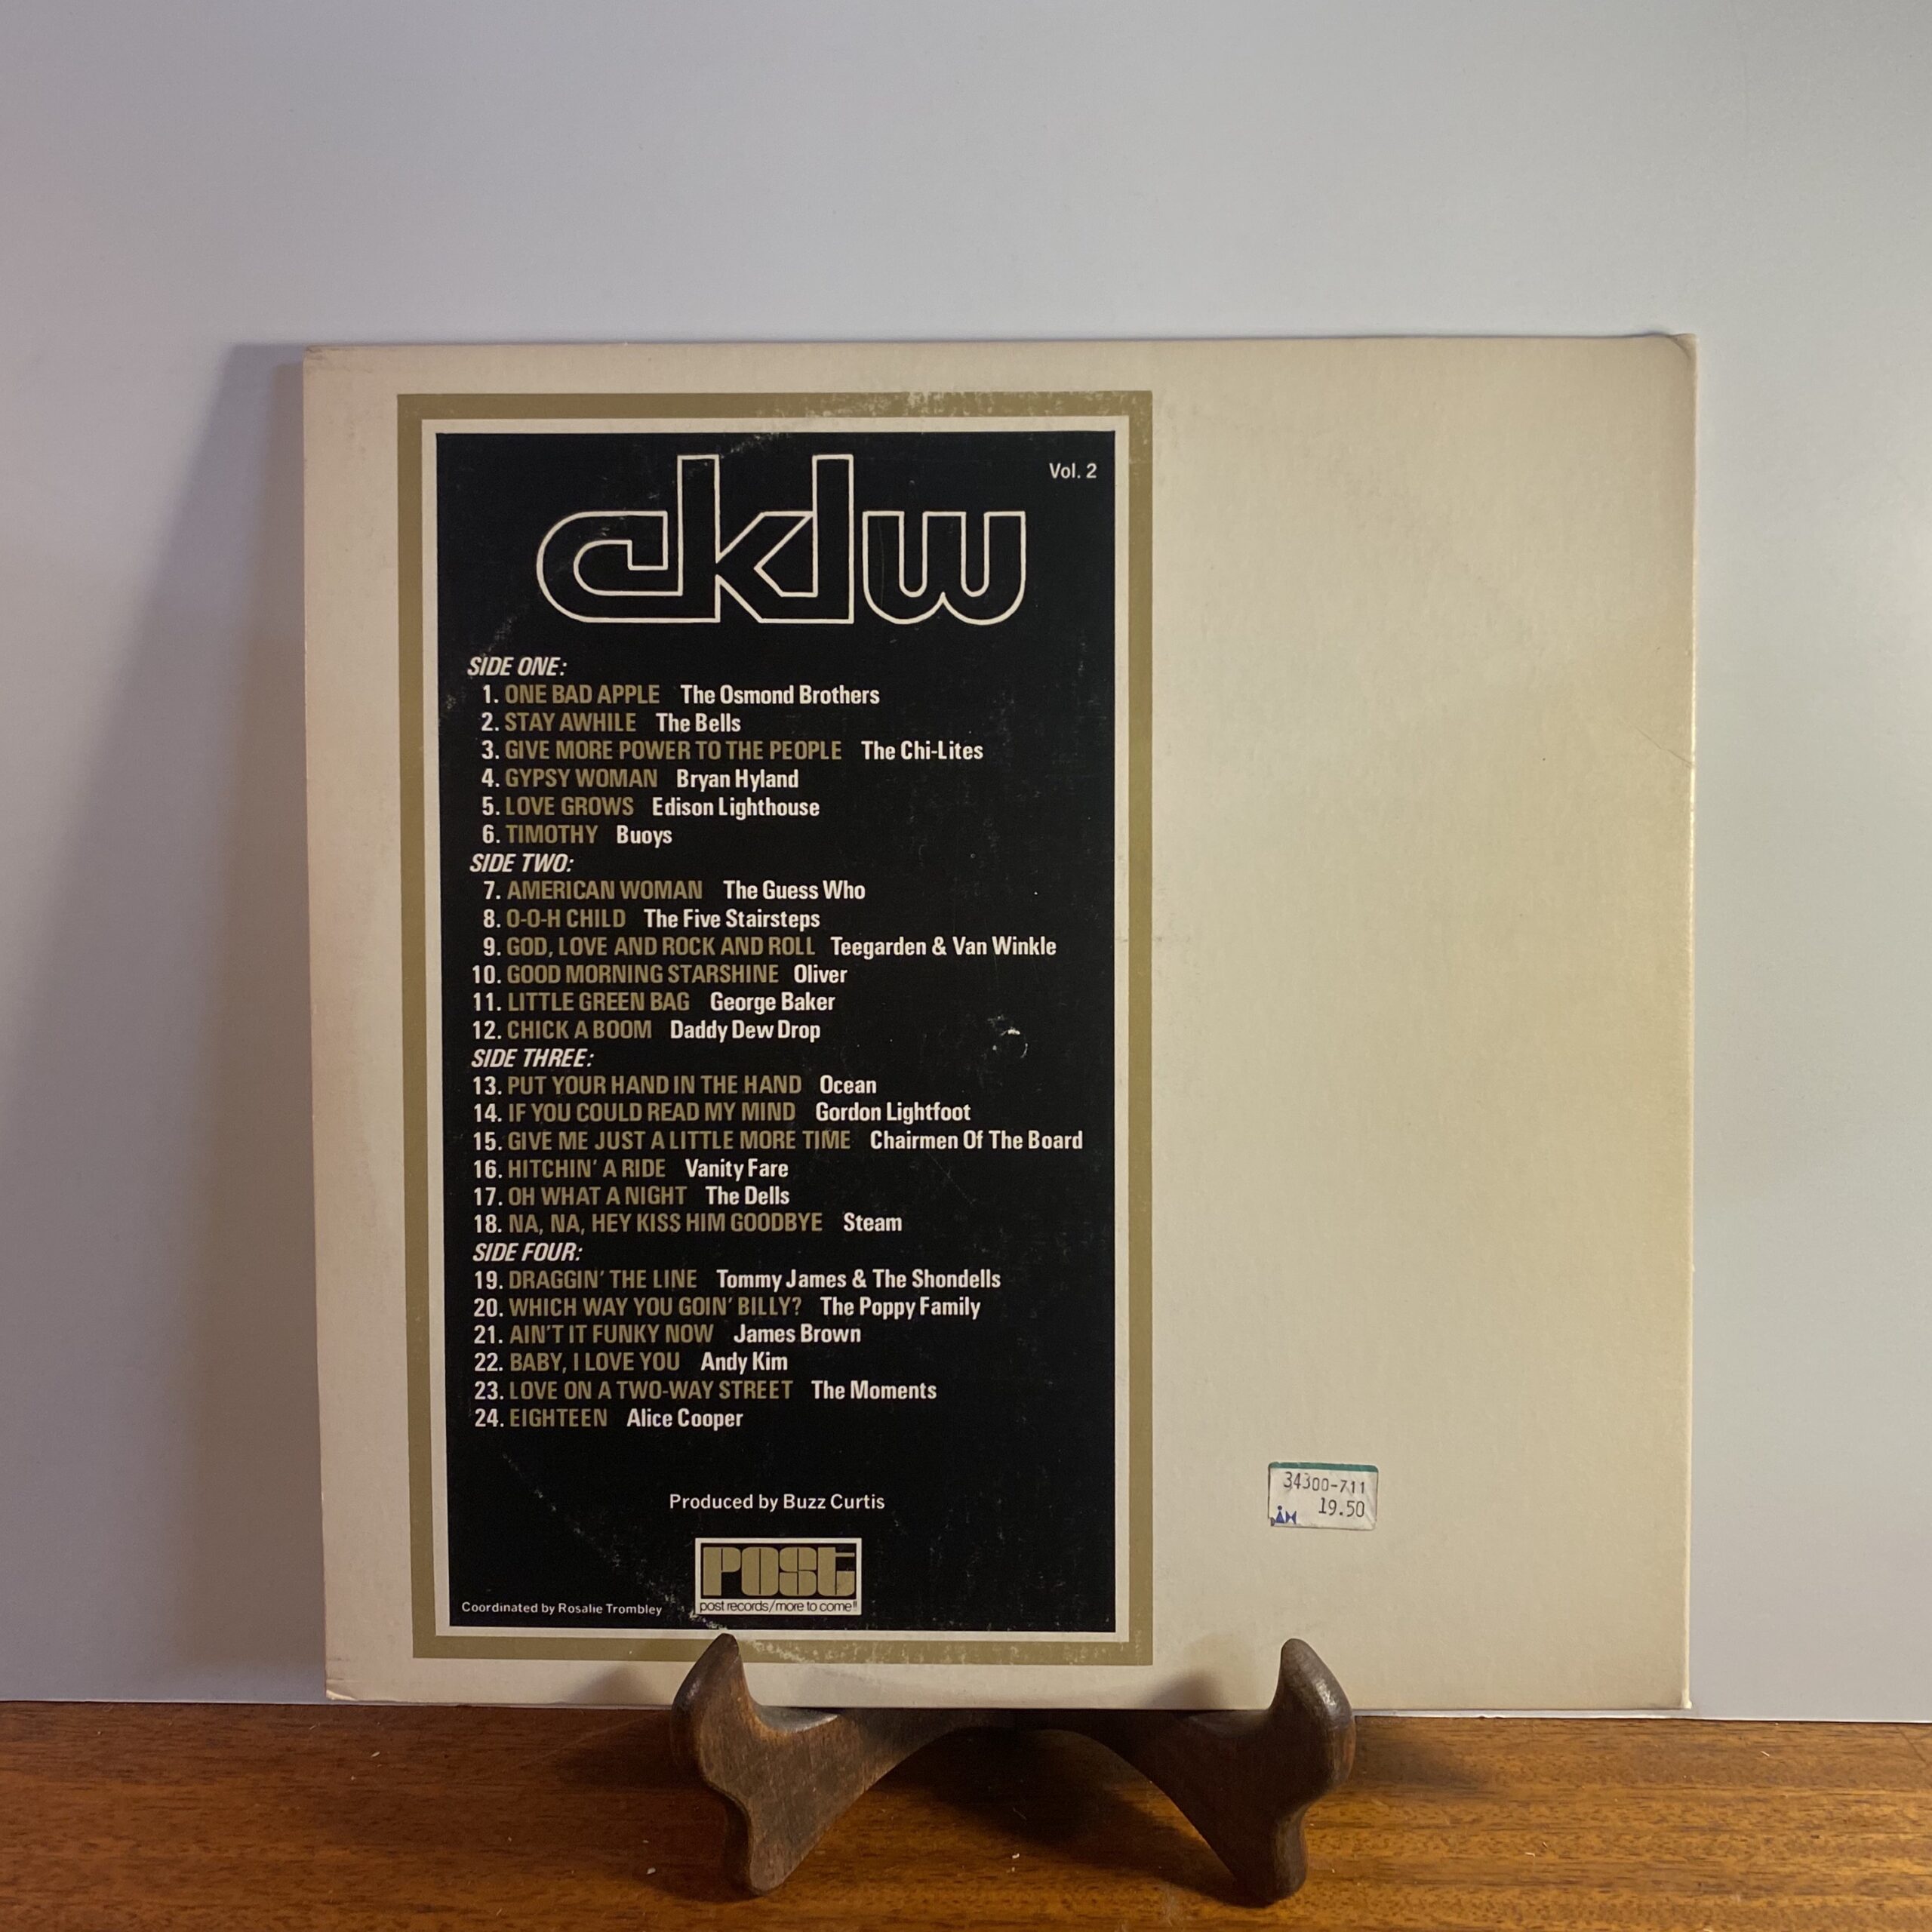 cklw
Vol. 2
SIDE ONE:
1. ONE BAD APPLE The Osmond Brothers
2. STAY AWHILE The Bells
3. GIVE MORE POWER TO THE PEOPLE The Chi-Lites
4. GYPSY WOMAN Bryan Hyland
5. LOVE GROWS Edison Lighthouse
6. TIMOTHY Buoys
SIDE TWO:
7. AMERICAN WOMAN The Guess Who
8. O-O-H CHILD The Five Stairsteps
9. GOD, LOVE AND ROCK AND ROLL Teegarden & Van Winkle
10. GOOD MORNING STARSHINE Oliver
11. LITTLE GREEN BAG George Baker
12. CHICK A BOOM Daddy Dew Drop
SIDE THREE:
13. PUT YOUR HAND IN THE HAND Ocean
14. IF YOU COULD READ MY MIND Gordon Lightfoot
15. GIVE ME JUST A LITTLE MORE TIME Chairmen Of The Board
16. HITCHIN' A RIDE Vanity Fare
17. OH WHAT A NIGHT The Dells
18. NA, NA, HEY KISS HIM GOODBYE Steam
SIDE FOUR:
19. DRAGGIN' THE LINE Tommy James & The Shondells
20. WHICH WAY YOU GOIN' BILLY? The Poppy Family
21. AIN'T IT FUNKY NOW James Brown
22. BABY, I LOVE YOU Andy Kim
23. LOVE ON A TWO-WAY STREET The Moments
24. EIGHTEEN Alice Cooper
Produced by Buzz Curtis
post
post records/more to come!!
Coordinated by Rosalie Trombley
34300-711
19.50